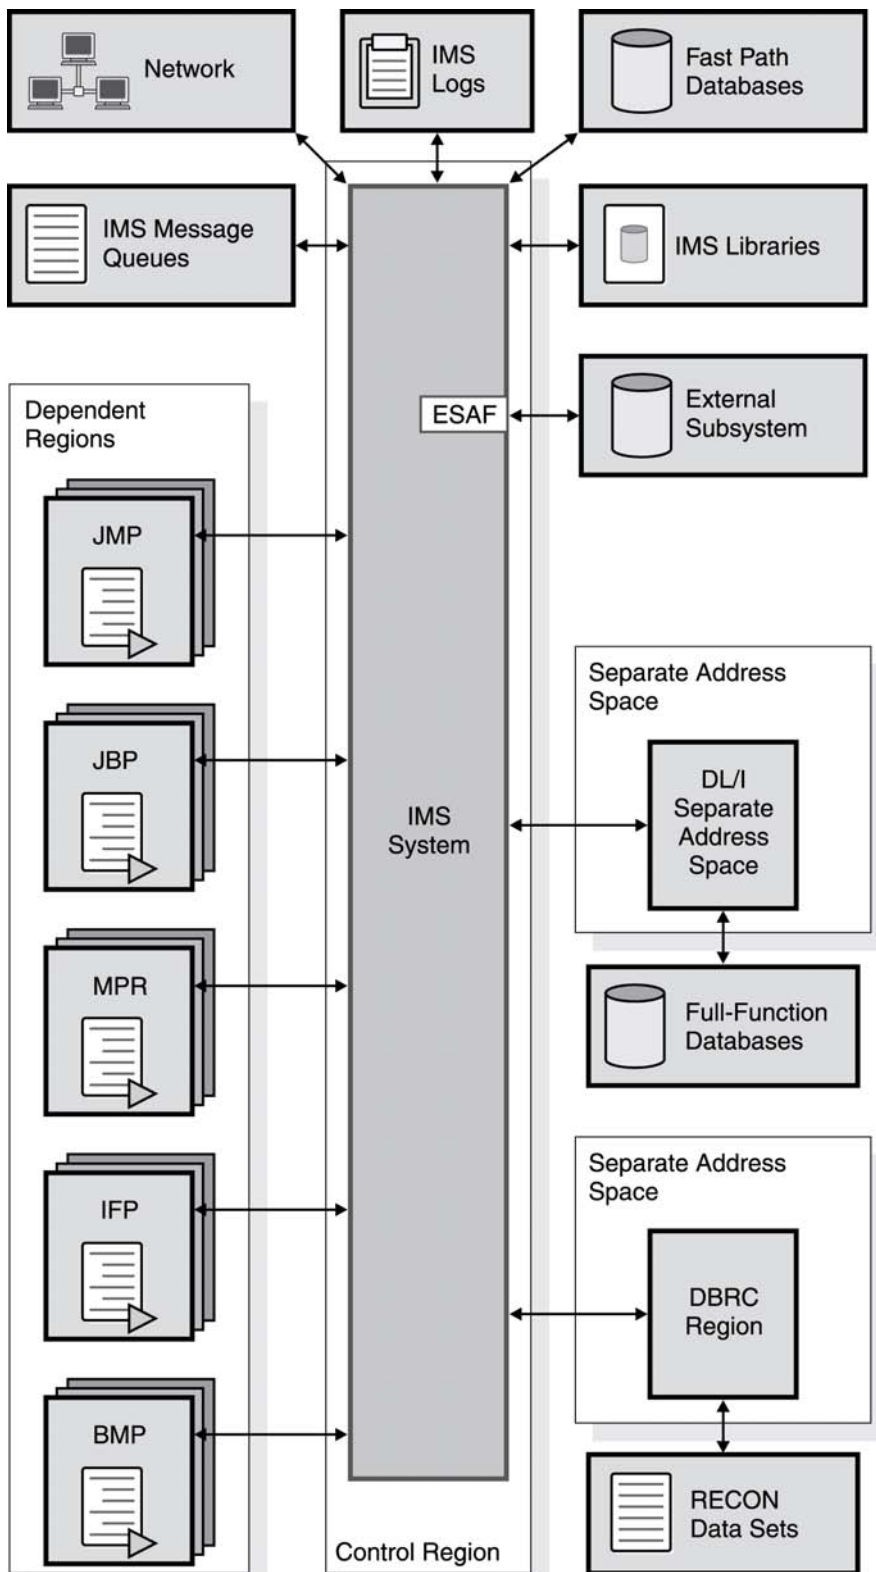 Network
IMS
Logs
Fast Path
Databases
IMS Message
Queues
IMS Libraries
Dependent
Regions
ESAF
External
Subsystem
JMP
JBP
MPR
IFP
BMP
IMS
System
Separate Address
Space
DL/I
Separate
Address
Space
Full-Function
Databases
Separate Address
Space
DBRC
Region
RECON
Data Sets
Control Region